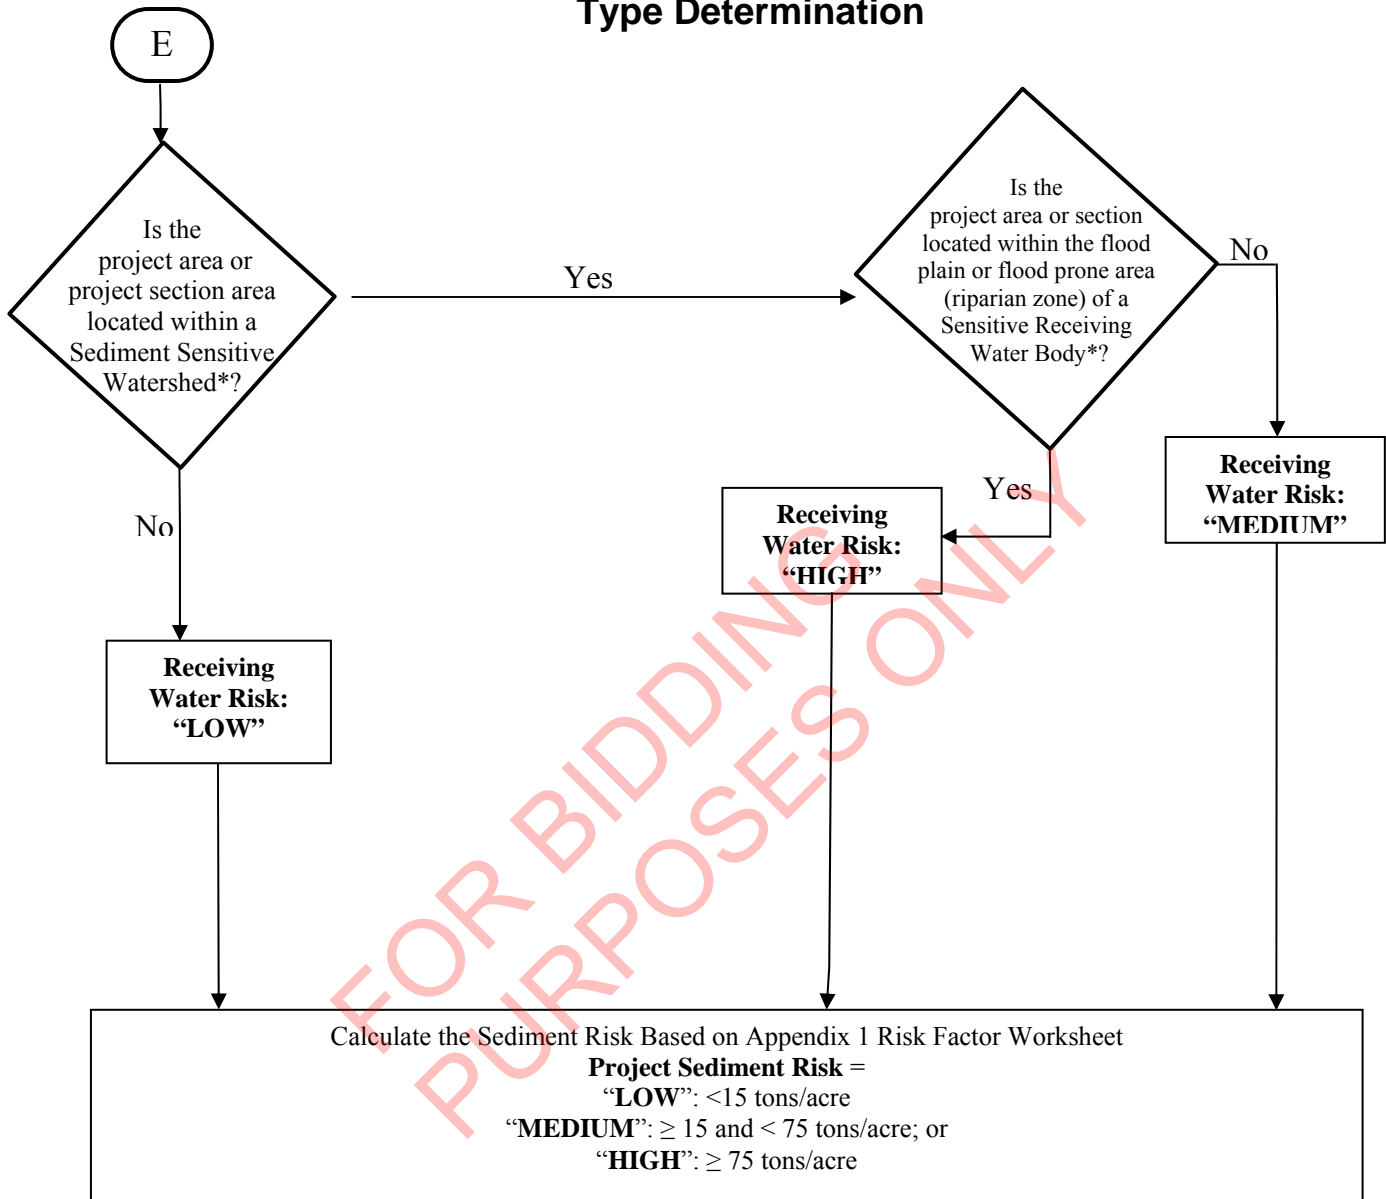 Type Determination
E
Is the
project area or
project section area
located within a
Sediment Sensitive
Watershed*?
Yes
Is the
project area or section
located within the flood
plain or flood prone area
(riparian zone) of a
Sensitive Receiving
Water Body*?
No
Receiving
Water Risk:
“MEDIUM”
Yes
Receiving
Water Risk:
“HIGH”
No
Receiving
Water Risk:
“LOW”
Calculate the Sediment Risk Based on Appendix 1 Risk Factor Worksheet
Project Sediment Risk =
“LOW”: <15 tons/acre
“MEDIUM”: ≥ 15 and < 75 tons/acre; or
“HIGH”: ≥ 75 tons/acre
FOR BIDDING
PURPOSES ONLY